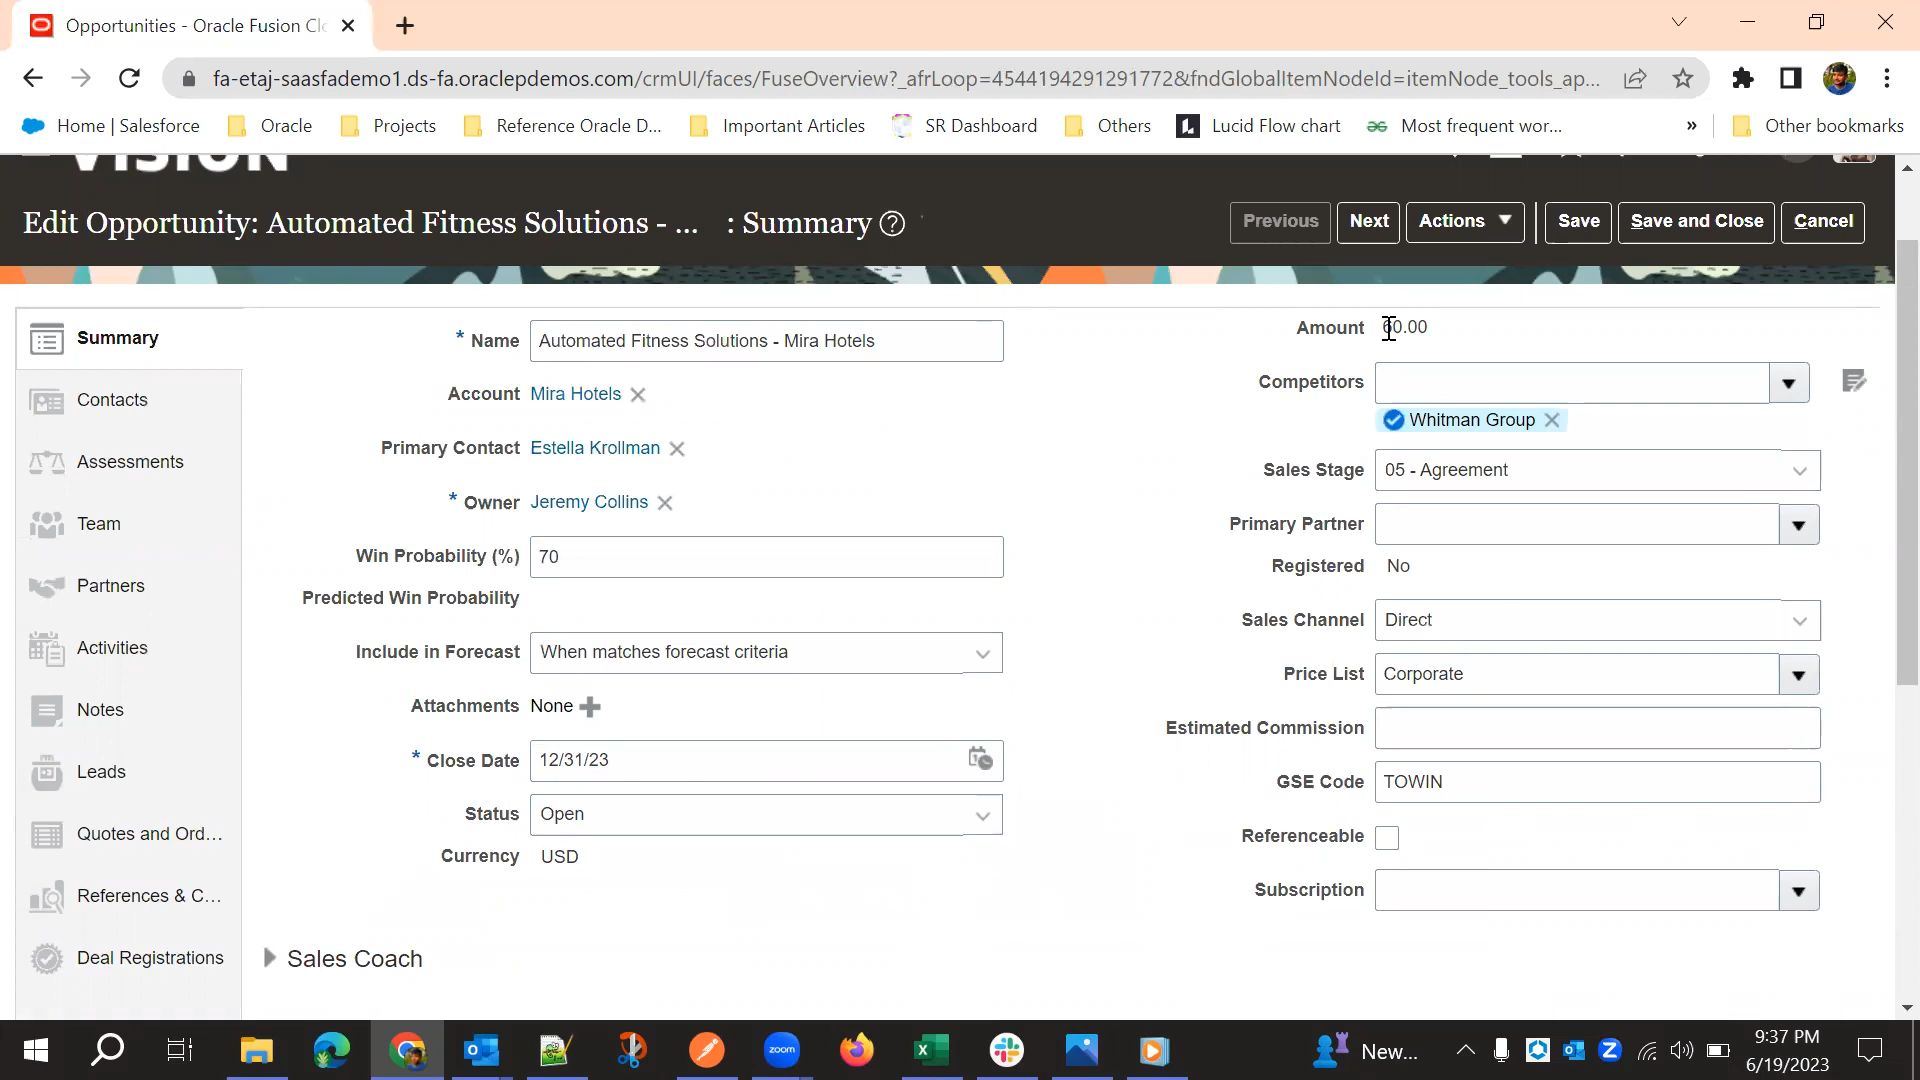 Opportunities - Oracle Fusion Clo
fa-etaj-saasfademo1.ds-fa.oraclepdemos.com/crmUI/faces/FuseOverview?_afrLoop=4544194291291772&fndGlobalItemNodeId=itemNode_tools_ap...
Home | Salesforce
Oracle
Projects
Reference Oracle D...
Important Articles
SR Dashboard
Others
Lucid Flow chart
Most frequent wor...
»
Other bookmarks
VISION
Edit Opportunity: Automated Fitness Solutions - ... : Summary ?
Previous
Next
Actions
Save
Save and Close
Cancel
Summary
Contacts
Assessments
Team
Partners
Activities
Notes
Leads
Quotes and Ord...
References & C...
Deal Registrations
* Name Automated Fitness Solutions - Mira Hotels
Account Mira Hotels
Primary Contact Estella Krollman
* Owner Jeremy Collins
Win Probability (%) 70
Predicted Win Probability
Include in Forecast When matches forecast criteria
Attachments None
* Close Date 12/31/23
Status Open
Currency USD
Amount 60.00
Competitors
Whitman Group
Sales Stage 05 - Agreement
Primary Partner
Registered No
Sales Channel Direct
Price List Corporate
Estimated Commission
GSE Code TOWIN
Referenceable
Subscription
Sales Coach
zoom
New...
9:37 PM
6/19/2023